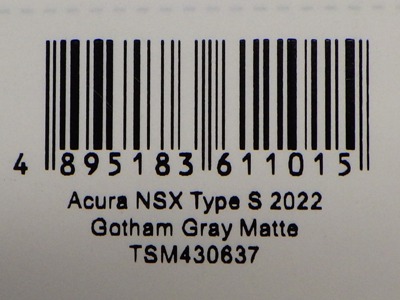 4 895183 611015
Acura NSX Type S 2022
Gotham Gray Matte
TSM430637